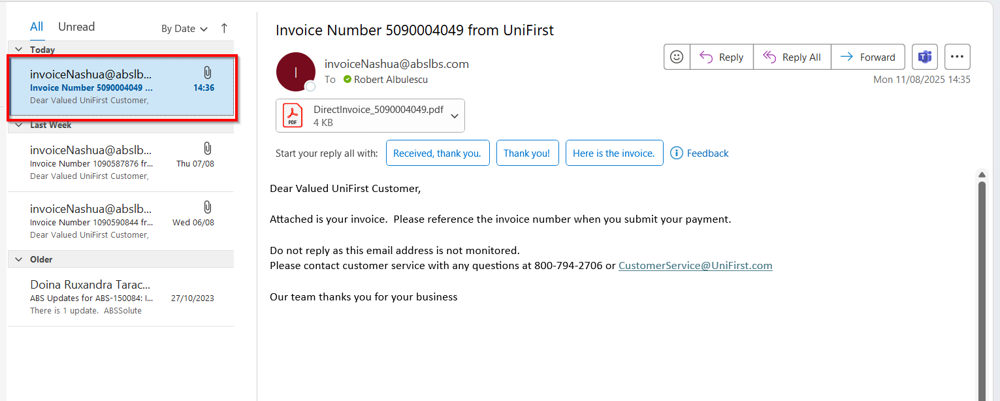 All Unread By Date
Today
invoiceNashua@abslb...
Invoice Number 5090004049 ... 14:36
Dear Valued UniFirst Customer,
Last Week
invoiceNashua@abslb...
Invoice Number 1090587876 fr... Thu 07/08
Dear Valued UniFirst Customer,
invoiceNashua@abslb...
Invoice Number 1090590844 fr... Wed 06/08
Dear Valued UniFirst Customer,
Older
Doina Ruxandra Tarac...
ABS Updates for ABS-150084: I... 27/10/2023
There is 1 update. ABSSolute
Invoice Number 5090004049 from UniFirst
I
invoiceNashua@abslbs.com
To Robert Albulescu
Reply Reply All Forward
Mon 11/08/2025 14:35
PDF
DirectInvoice_5090004049.pdf
4 KB
Start your reply all with: Received, thank you. Thank you! Here is the invoice. Feedback
Dear Valued UniFirst Customer,
Attached is your invoice.  Please reference the invoice number when you submit your payment.
Do not reply as this email address is not monitored.
Please contact customer service with any questions at 800-794-2706 or CustomerService@UniFirst.com
Our team thanks you for your business